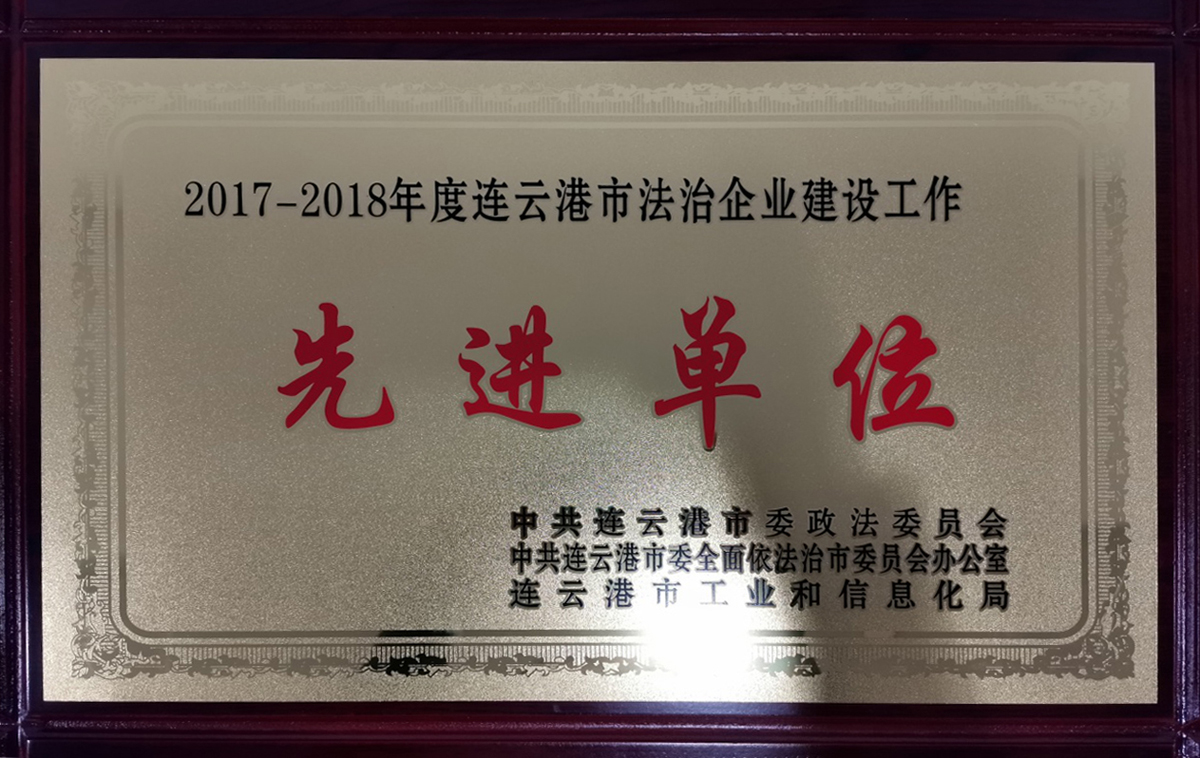 2017-2018年度连云港市法治企业建设工作
先进单位
中共连云港市委政法委员会
中共连云港市委全面依法治市委员会办公室
连云港市工业和信息化局